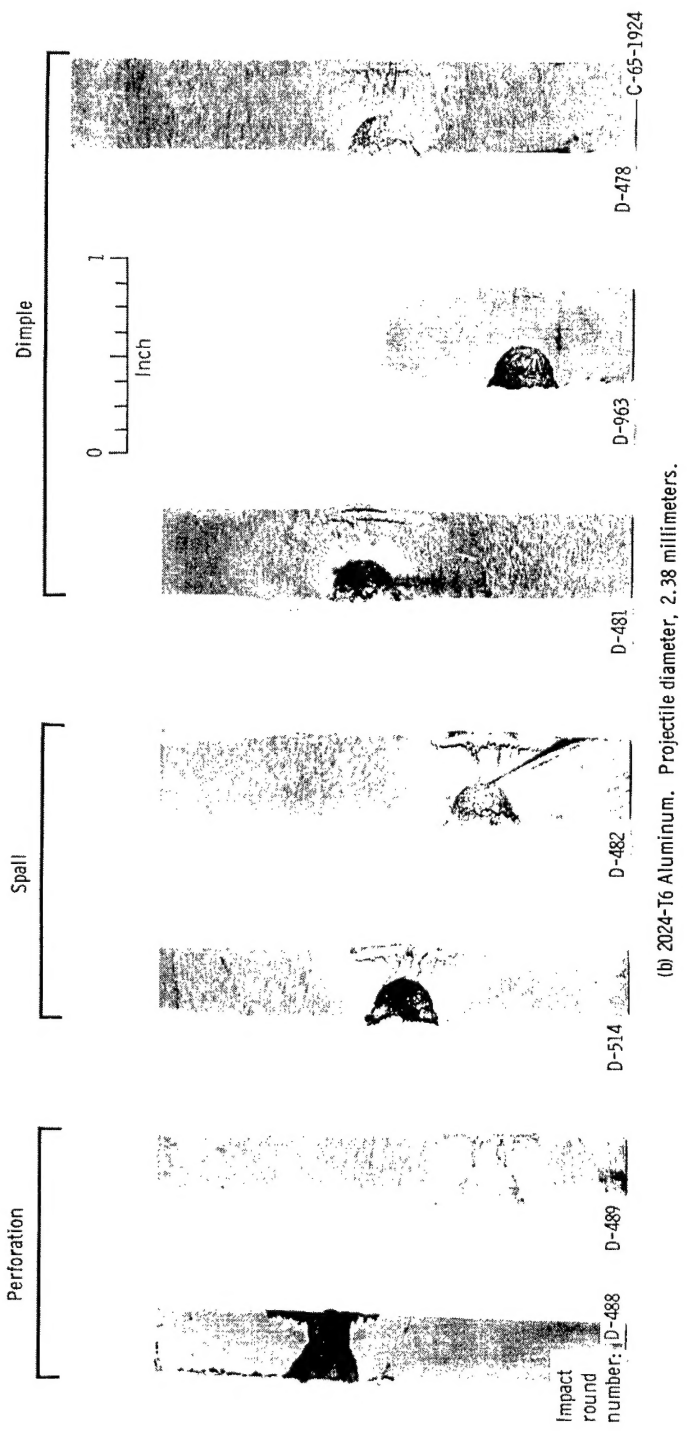 Perforation
Spall
Dimple
0 1
Inch
Impact
round
number: D-488
D-489
D-514
D-482
D-481
D-963
D-478
C-65-1924
(b) 2024-T6 Aluminum. Projectile diameter, 2.38 millimeters.